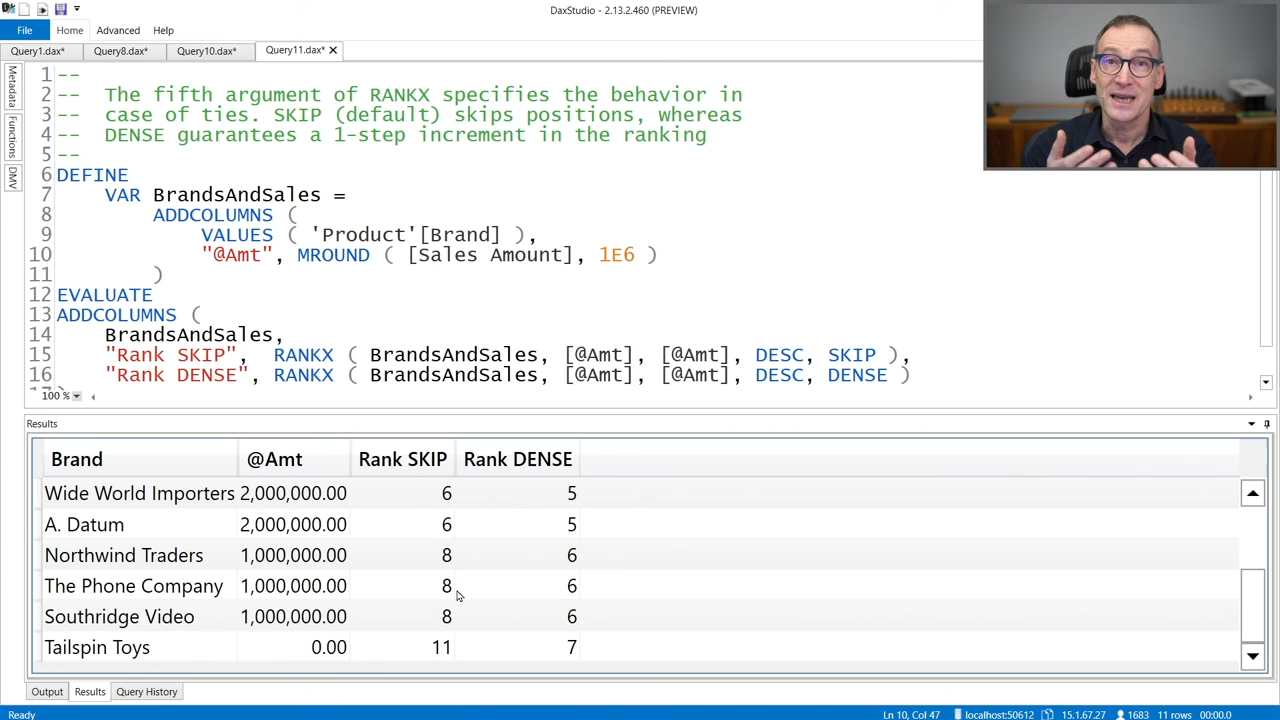 DaxStudio - 2.13.2.460 (PREVIEW)
File Home Advanced Help
Query1.dax* Query8.dax* Query10.dax* Query11.dax*
Metadata
Functions
DMV
1 --
2 -- The fifth argument of RANKX specifies the behavior in
3 -- case of ties. SKIP (default) skips positions, whereas
4 -- DENSE guarantees a 1-step increment in the ranking
5 --
6 DEFINE
7 VAR BrandsAndSales =
8 ADDCOLUMNS (
9 VALUES ( 'Product'[Brand] ),
10 "@Amt", MROUND ( [Sales Amount], 1E6 )
11 )
12 EVALUATE
13 ADDCOLUMNS (
14 BrandsAndSales,
15 "Rank SKIP", RANKX ( BrandsAndSales, [@Amt], [@Amt], DESC, SKIP ),
16 "Rank DENSE", RANKX ( BrandsAndSales, [@Amt], [@Amt], DESC, DENSE )
17 )
100 %
Results
Brand @Amt Rank SKIP Rank DENSE
Wide World Importers 2,000,000.00 6 5
A. Datum 2,000,000.00 6 5
Northwind Traders 1,000,000.00 8 6
The Phone Company 1,000,000.00 8 6
Southridge Video 1,000,000.00 8 6
Tailspin Toys 0.00 11 7
Output Results Query History
Ready Ln 10, Col 47 localhost:50612 15.1.67.27 1683 11 rows 00:00.0